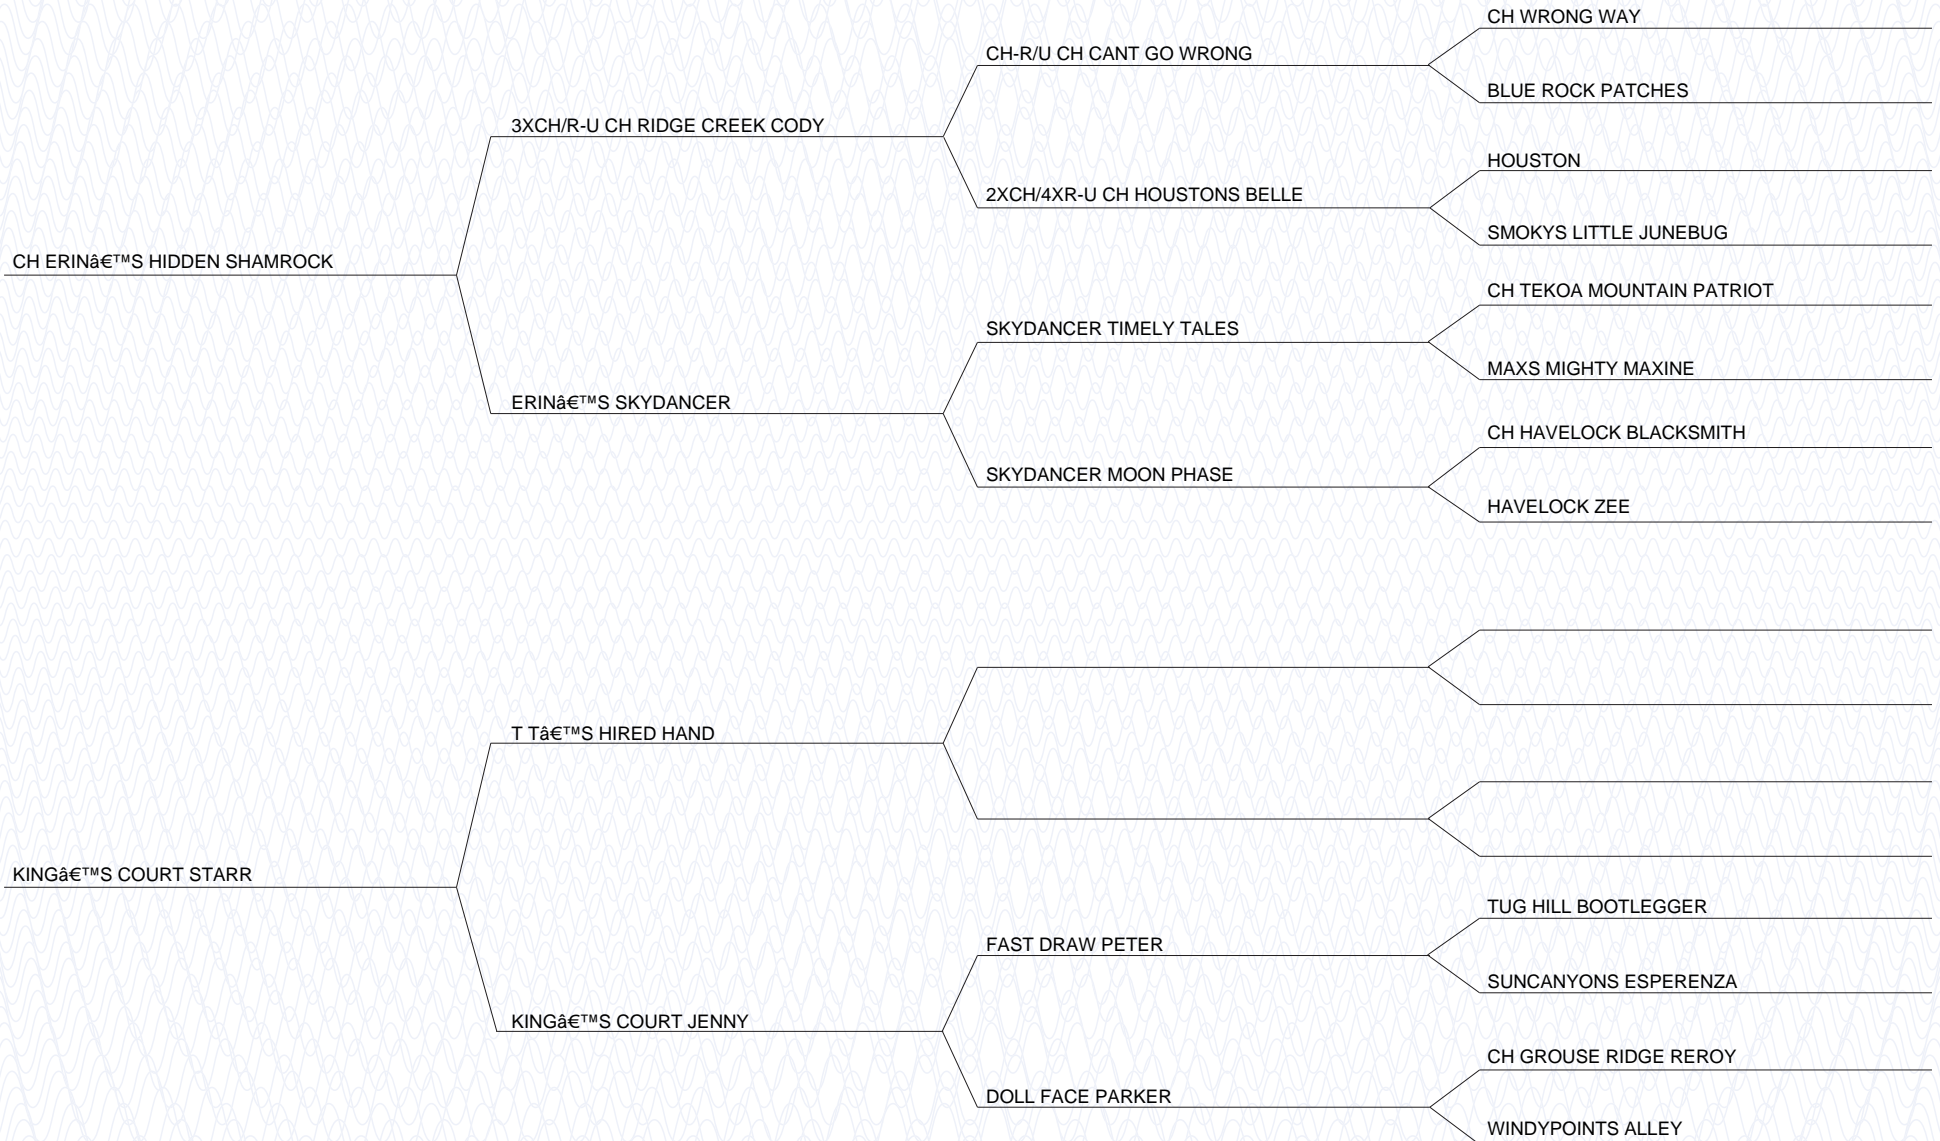 CH WRONG WAY
CH-R/U CH CANT GO WRONG
BLUE ROCK PATCHES
3XCH/R-U CH RIDGE CREEK CODY
HOUSTON
2XCH/4XR-U CH HOUSTONS BELLE
SMOKYS LITTLE JUNEBUG
CH ERINâ€™S HIDDEN SHAMROCK
CH TEKOA MOUNTAIN PATRIOT
SKYDANCER TIMELY TALES
MAXS MIGHTY MAXINE
ERINâ€™S SKYDANCER
CH HAVELOCK BLACKSMITH
SKYDANCER MOON PHASE
HAVELOCK ZEE
T Tâ€™S HIRED HAND
KINGâ€™S COURT STARR
TUG HILL BOOTLEGGER
FAST DRAW PETER
SUNCANYONS ESPERENZA
KINGâ€™S COURT JENNY
CH GROUSE RIDGE REROY
DOLL FACE PARKER
WINDYPOINTS ALLEY